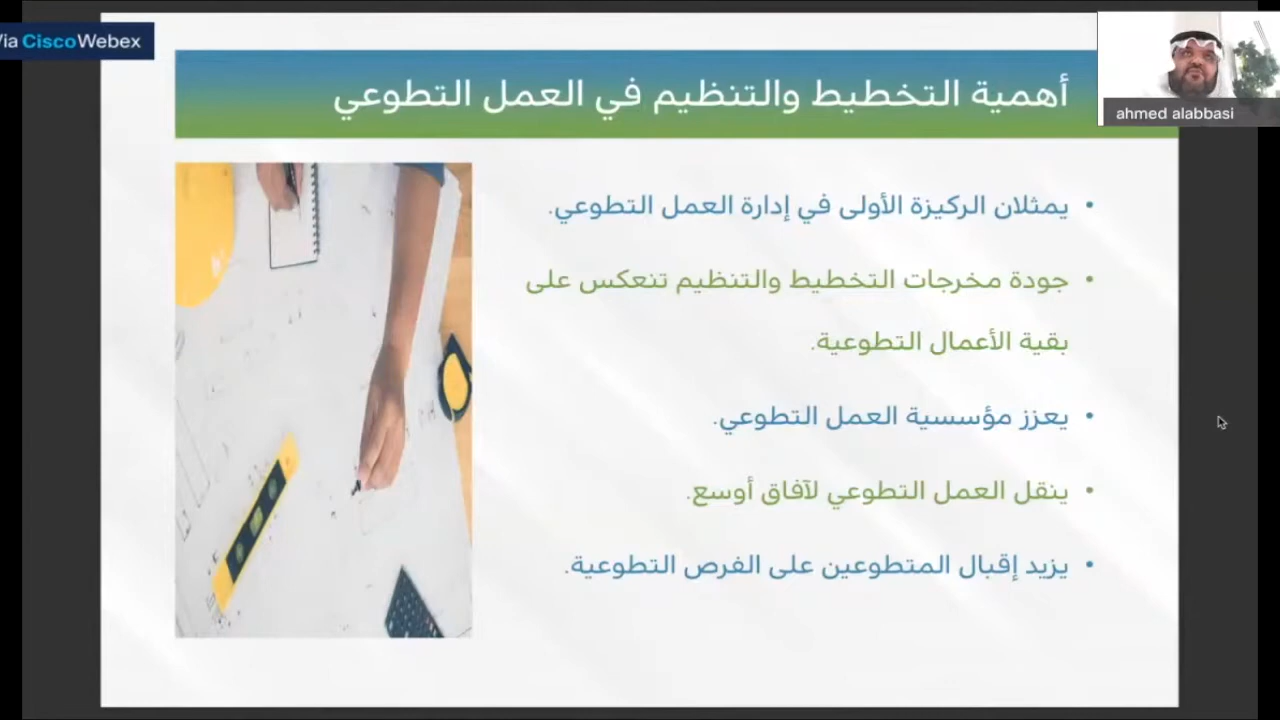 Via Cisco Webex
ahmed alabbasi
أهمية التخطيط والتنظيم في العمل التطوعي
• يمثلان الركيزة الأولى في إدارة العمل التطوعي.
• جودة مخرجات التخطيط والتنظيم تنعكس على
بقية الأعمال التطوعية.
• يعزز مؤسسية العمل التطوعي.
• ينقل العمل التطوعي لآفاق أوسع.
• يزيد إقبال المتطوعين على الفرص التطوعية.